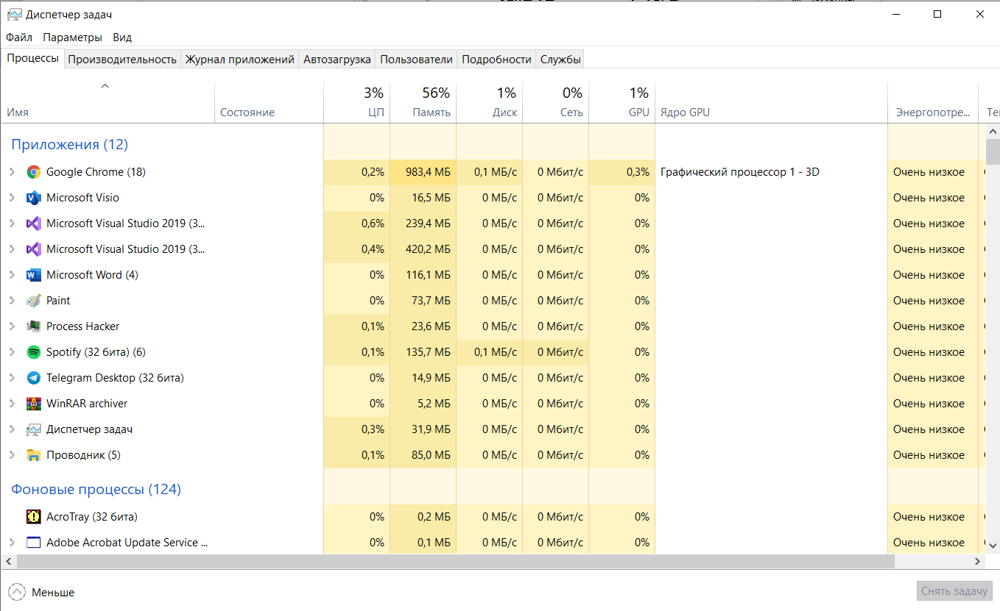 Диспетчер задач
Файл Параметры Вид
Процессы Производительность Журнал приложений Автозагрузка Пользователи Подробности Службы
3% 56% 1% 0% 1%
Имя Состояние ЦП Память Диск Сеть GPU Ядро GPU Энергопотре...
Приложения (12)
Google Chrome (18) 0,2% 983,4 МБ 0,1 МБ/с 0 Мбит/с 0,3% Графический процессор 1 - 3D Очень низкое
Microsoft Visio 0% 16,5 МБ 0 МБ/с 0 Мбит/с 0% Очень низкое
Microsoft Visual Studio 2019 (3... 0,6% 239,4 МБ 0 МБ/с 0 Мбит/с 0% Очень низкое
Microsoft Visual Studio 2019 (3... 0,4% 420,2 МБ 0 МБ/с 0 Мбит/с 0% Очень низкое
Microsoft Word (4) 0% 116,1 МБ 0 МБ/с 0 Мбит/с 0% Очень низкое
Paint 0% 73,7 МБ 0 МБ/с 0 Мбит/с 0% Очень низкое
Process Hacker 0,1% 23,6 МБ 0 МБ/с 0 Мбит/с 0% Очень низкое
Spotify (32 бита) (6) 0,1% 135,7 МБ 0,1 МБ/с 0 Мбит/с 0% Очень низкое
Telegram Desktop (32 бита) 0% 14,9 МБ 0 МБ/с 0 Мбит/с 0% Очень низкое
WinRAR archiver 0% 5,2 МБ 0 МБ/с 0 Мбит/с 0% Очень низкое
Диспетчер задач 0,3% 31,9 МБ 0 МБ/с 0 Мбит/с 0% Очень низкое
Проводник (5) 0,1% 85,0 МБ 0 МБ/с 0 Мбит/с 0% Очень низкое
Фоновые процессы (124)
AcroTray (32 бита) 0% 0,2 МБ 0 МБ/с 0 Мбит/с 0% Очень низкое
Adobe Acrobat Update Service ... 0% 0,1 МБ 0 МБ/с 0 Мбит/с 0% Очень низкое
Меньше Снять задачу